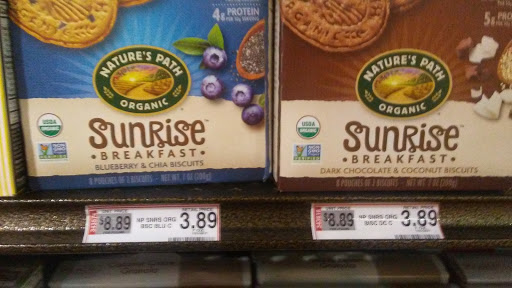 4g PROTEIN
NATURE'S PATH
ORGANIC
USDA
ORGANIC
SUNRISE
BREAKFAST
BLUEBERRY & CHIA BISCUITS
5g PROTEIN
NATURE'S PATH
ORGANIC
USDA
ORGANIC
SUNRISE
BREAKFAST
DARK CHOCOLATE & COCONUT BISCUITS
$8.89
NP SNRS ORG
BSC BLU C
3.89
$8.89
NP SNRS ORG
BSC DC C
3.89